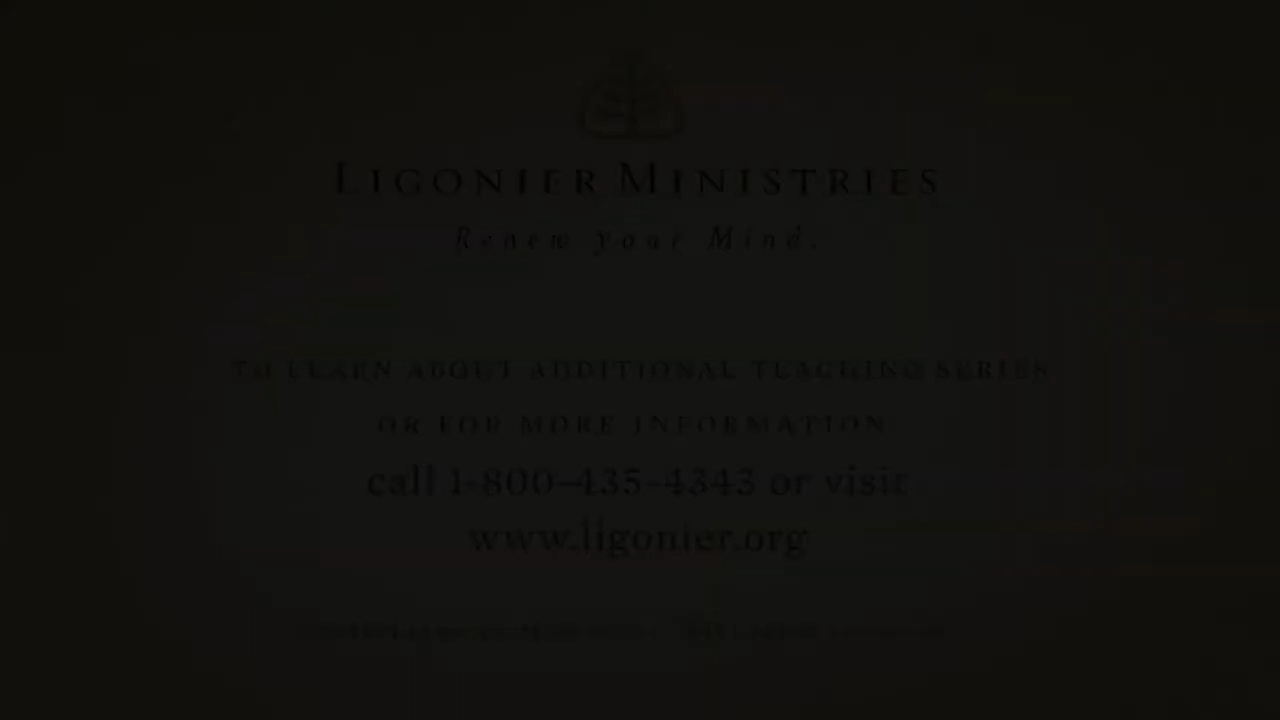 LIGONIER MINISTRIES
Renew your Mind.
TO LEARN ABOUT ADDITIONAL TEACHING SERIES
OR FOR MORE INFORMATION
call 1-800-435-4343 or visit
www.ligonier.org